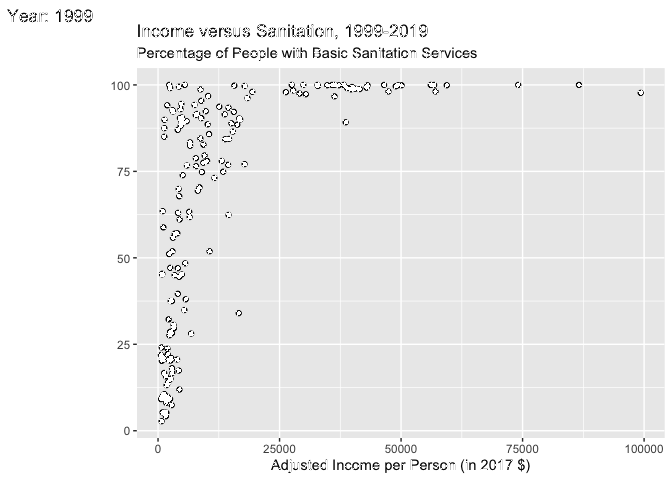 Year: 1999
Income versus Sanitation, 1999-2019
Percentage of People with Basic Sanitation Services
100
75
50
25
0
0 25000 50000 75000 100000
Adjusted Income per Person (in 2017 $)